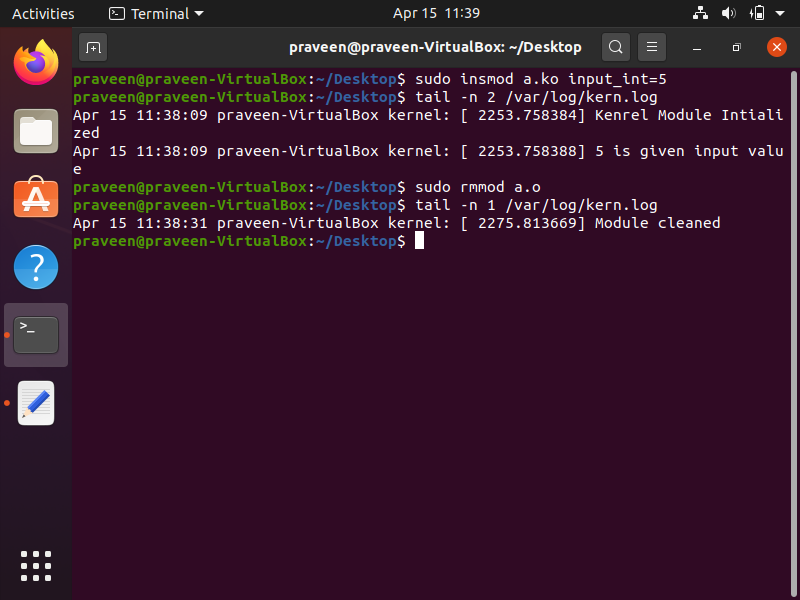 Activities
Terminal
Apr 15 11:39
praveen@praveen-VirtualBox: ~/Desktop
praveen@praveen-VirtualBox:~/Desktop$ sudo insmod a.ko input_int=5
praveen@praveen-VirtualBox:~/Desktop$ tail -n 2 /var/log/kern.log
Apr 15 11:38:09 praveen-VirtualBox kernel: [ 2253.758384] Kenrel Module Intiali
zed
Apr 15 11:38:09 praveen-VirtualBox kernel: [ 2253.758388] 5 is given input valu
e
praveen@praveen-VirtualBox:~/Desktop$ sudo rmmod a.o
praveen@praveen-VirtualBox:~/Desktop$ tail -n 1 /var/log/kern.log
Apr 15 11:38:31 praveen-VirtualBox kernel: [ 2275.813669] Module cleaned
praveen@praveen-VirtualBox:~/Desktop$